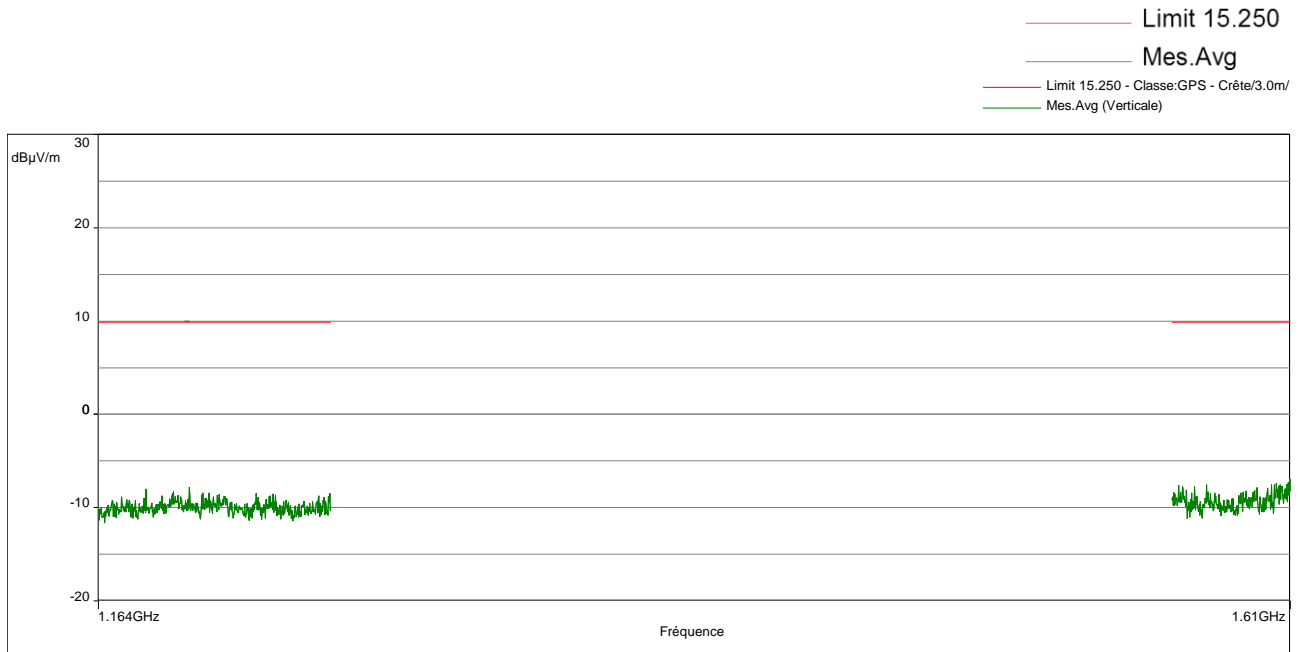 Limit 15.250
Mes.Avg
Limit 15.250 - Classe:GPS - Crête/3.0m/
Mes.Avg (Verticale)
30
dBµV/m
20
10
0
-10
-20
1.164GHz
1.61GHz
Fréquence